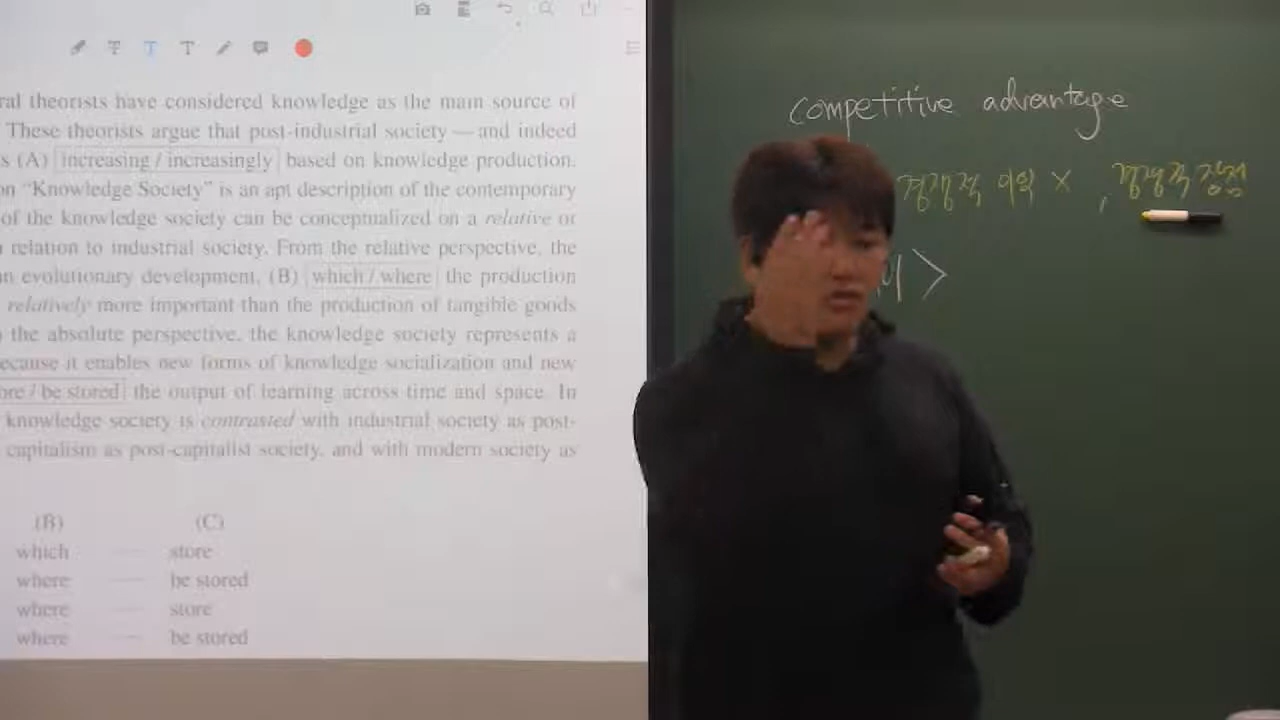 ral theorists have considered knowledge as the main source of
These theorists argue that post-industrial society — and indeed
s (A) increasing / increasingly based on knowledge production.
on “Knowledge Society” is an apt description of the contemporary
of the knowledge society can be conceptualized on a relative or
relation to industrial society. From the relative perspective, the
an evolutionary development, (B) which / where the production
relatively more important than the production of tangible goods
the absolute perspective, the knowledge society represents a
ecause it enables new forms of knowledge socialization and new
ore / be stored the output of learning across time and space. In
knowledge society is contrasted with industrial society as post-
capitalism as post-capitalist society, and with modern society as
(B) (C)
which ── store
where ── be stored
where ── store
where ── be stored
competitive advantage
경쟁적 이익 × , 경쟁적 장점
>